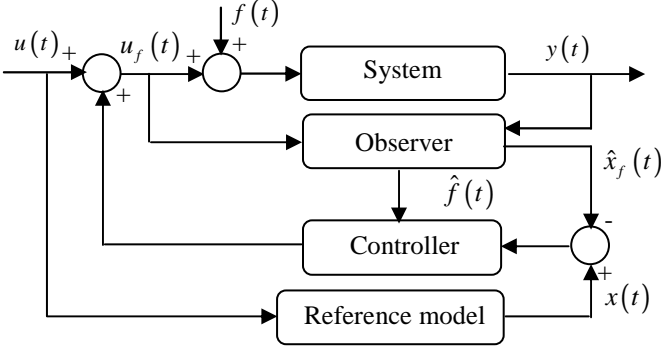 f(t)
u(t) + u_f(t) + + System y(t)
+
Observer
x̂_f(t)
f̂(t)
-
Controller
+
x(t)
Reference model